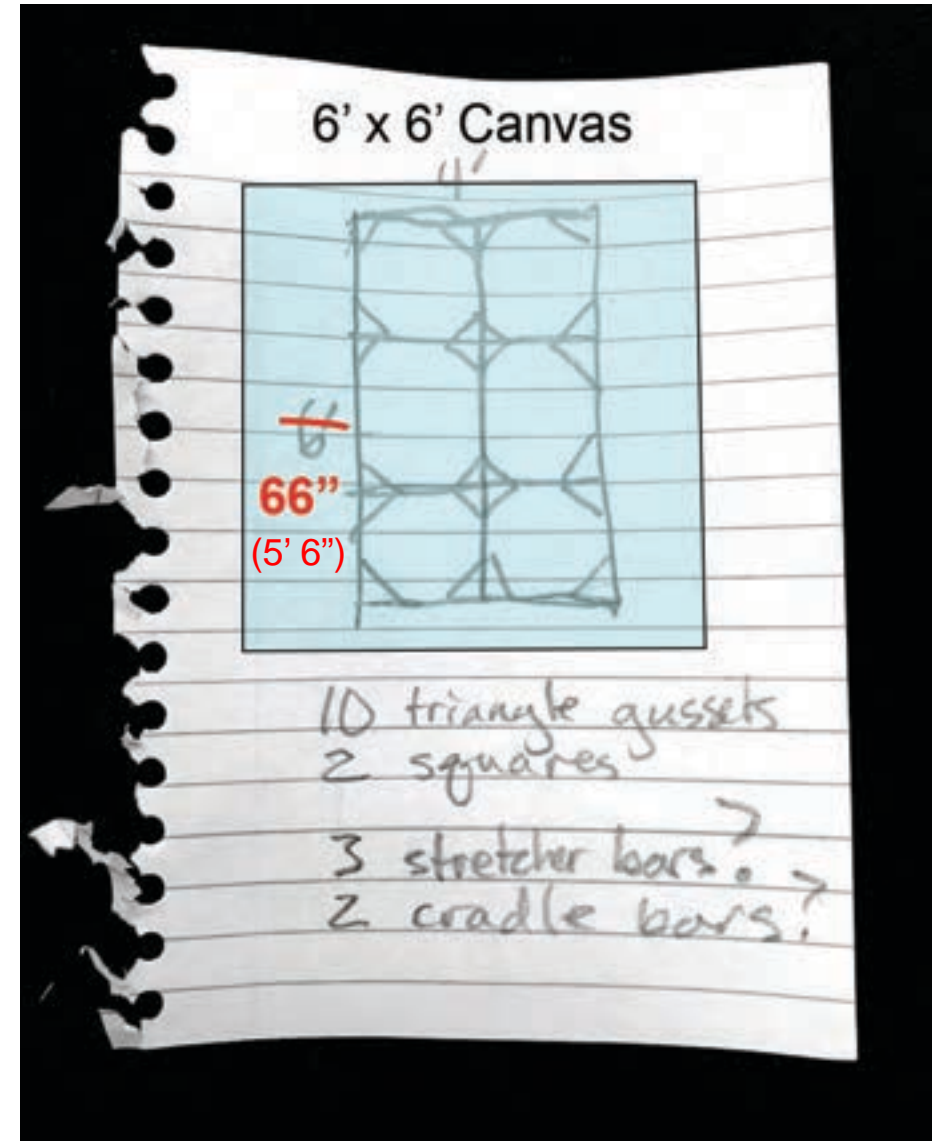 6’ x 6’ Canvas
4'
6'
66”
(5’ 6”)
10 triangle gussets
2 squares
3 stretcher bars?
2 cradle bars?